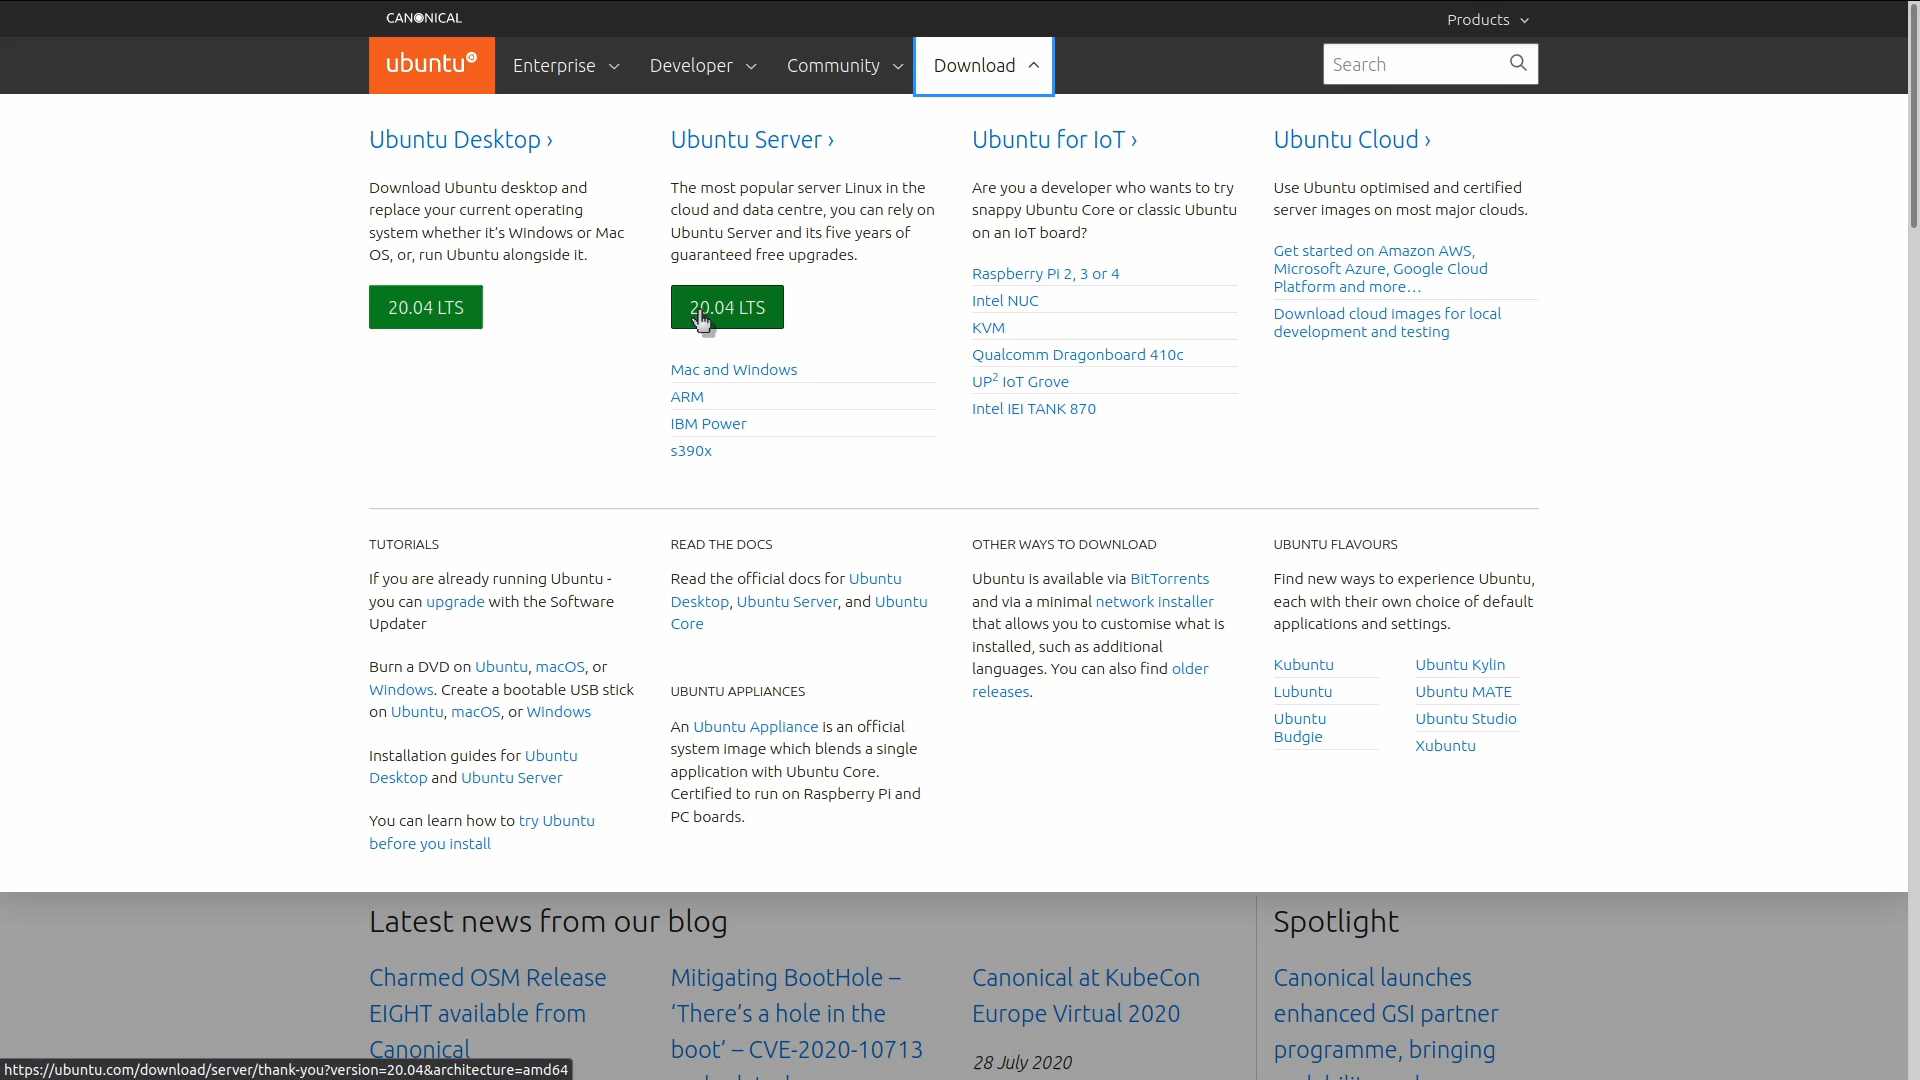 CANONICAL
Products
ubuntu
Enterprise
Developer
Community
Download
Search
Ubuntu Desktop ›
Download Ubuntu desktop and
replace your current operating
system whether it's Windows or Mac
OS, or, run Ubuntu alongside it.
20.04 LTS
Ubuntu Server ›
The most popular server Linux in the
cloud and data centre, you can rely on
Ubuntu Server and its five years of
guaranteed free upgrades.
20.04 LTS
Mac and Windows
ARM
IBM Power
s390x
Ubuntu for IoT ›
Are you a developer who wants to try
snappy Ubuntu Core or classic Ubuntu
on an IoT board?
Raspberry Pi 2, 3 or 4
Intel NUC
KVM
Qualcomm Dragonboard 410c
UP² IoT Grove
Intel IEI TANK 870
Ubuntu Cloud ›
Use Ubuntu optimised and certified
server images on most major clouds.
Get started on Amazon AWS,
Microsoft Azure, Google Cloud
Platform and more…
Download cloud images for local
development and testing
TUTORIALS
If you are already running Ubuntu -
you can upgrade with the Software
Updater
Burn a DVD on Ubuntu, macOS, or
Windows. Create a bootable USB stick
on Ubuntu, macOS, or Windows
Installation guides for Ubuntu
Desktop and Ubuntu Server
You can learn how to try Ubuntu
before you install
READ THE DOCS
Read the official docs for Ubuntu
Desktop, Ubuntu Server, and Ubuntu
Core
UBUNTU APPLIANCES
An Ubuntu Appliance is an official
system image which blends a single
application with Ubuntu Core.
Certified to run on Raspberry Pi and
PC boards.
OTHER WAYS TO DOWNLOAD
Ubuntu is available via BitTorrents
and via a minimal network installer
that allows you to customise what is
installed, such as additional
languages. You can also find older
releases.
UBUNTU FLAVOURS
Find new ways to experience Ubuntu,
each with their own choice of default
applications and settings.
Kubuntu
Lubuntu
Ubuntu
Budgie
Ubuntu Kylin
Ubuntu MATE
Ubuntu Studio
Xubuntu
Latest news from our blog
Charmed OSM Release
EIGHT available from
Canonical
Mitigating BootHole –
‘There’s a hole in the
boot’ – CVE-2020-10713
Canonical at KubeCon
Europe Virtual 2020
28 July 2020
Spotlight
Canonical launches
enhanced GSI partner
programme, bringing
https://ubuntu.com/download/server/thank-you?version=20.04&architecture=amd64